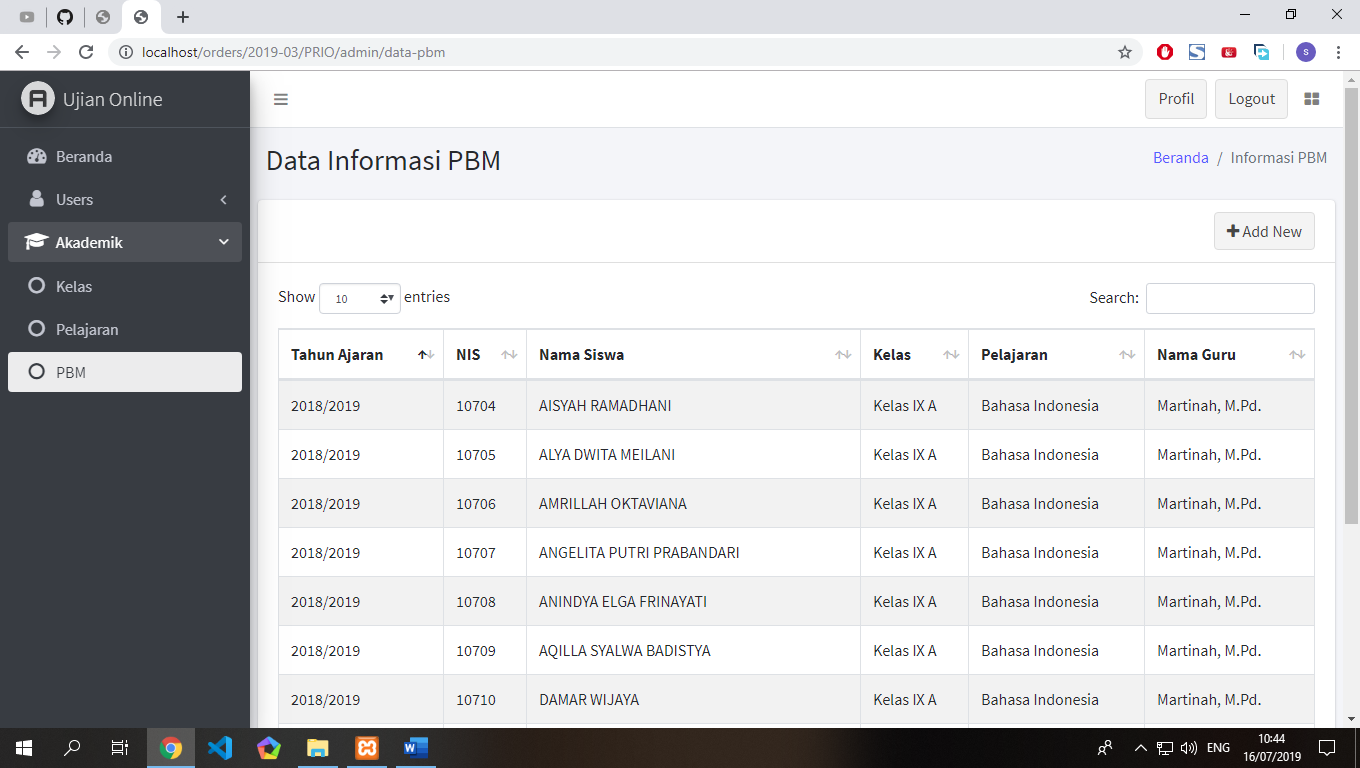 localhost/orders/2019-03/PRIO/admin/data-pbm
S
Ujian Online
Profil
Logout
Beranda
Users
Akademik
Kelas
Pelajaran
PBM
Data Informasi PBM
Beranda / Informasi PBM
Add New
Show 10 entries
Search:
Tahun Ajaran NIS Nama Siswa Kelas Pelajaran Nama Guru
2018/2019 10704 AISYAH RAMADHANI Kelas IX A Bahasa Indonesia Martinah, M.Pd.
2018/2019 10705 ALYA DWITA MEILANI Kelas IX A Bahasa Indonesia Martinah, M.Pd.
2018/2019 10706 AMRILLAH OKTAVIANA Kelas IX A Bahasa Indonesia Martinah, M.Pd.
2018/2019 10707 ANGELITA PUTRI PRABANDARI Kelas IX A Bahasa Indonesia Martinah, M.Pd.
2018/2019 10708 ANINDYA ELGA FRINAYATI Kelas IX A Bahasa Indonesia Martinah, M.Pd.
2018/2019 10709 AQILLA SYALWA BADISTYA Kelas IX A Bahasa Indonesia Martinah, M.Pd.
2018/2019 10710 DAMAR WIJAYA Kelas IX A Bahasa Indonesia Martinah, M.Pd.
ENG
10:44
16/07/2019